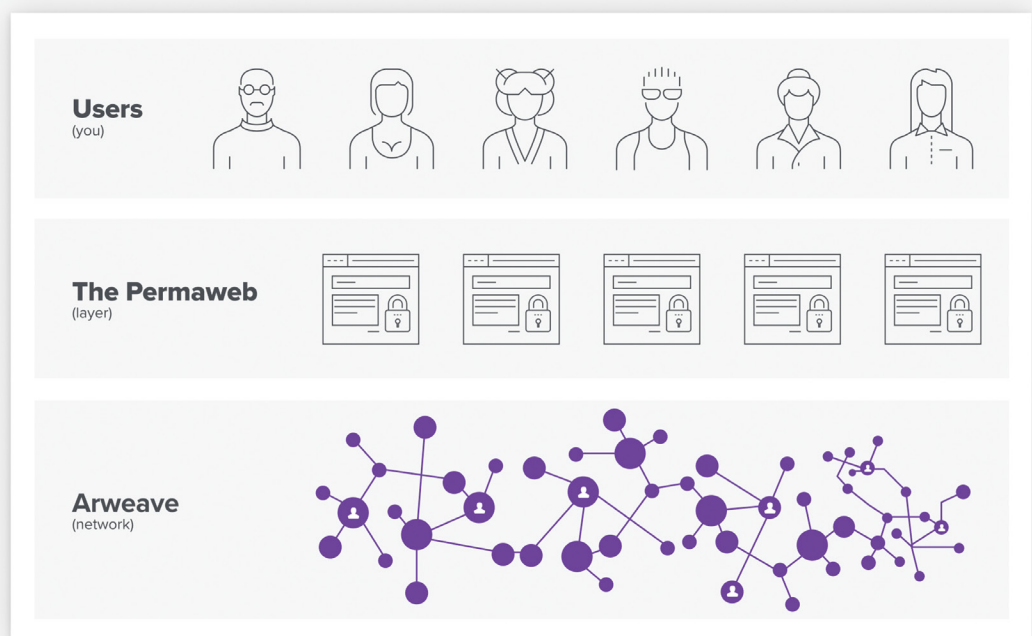 Users
(you)
The Permaweb
(layer)
Arweave
(network)